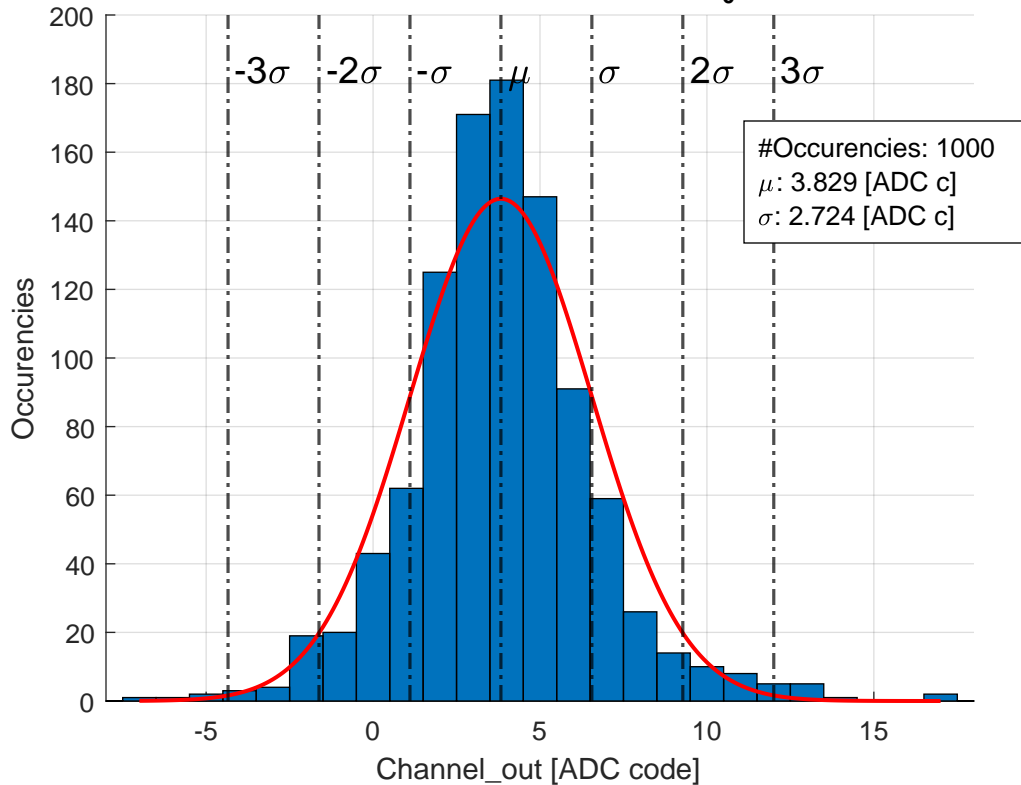 200
180
160
140
120
100
80
60
40
20
0
Occurencies
-3σ -2σ -σ μ σ 2σ 3σ
#Occurencies: 1000
μ: 3.829 [ADC c]
σ: 2.724 [ADC c]
-5 0 5 10 15
Channel_out [ADC code]